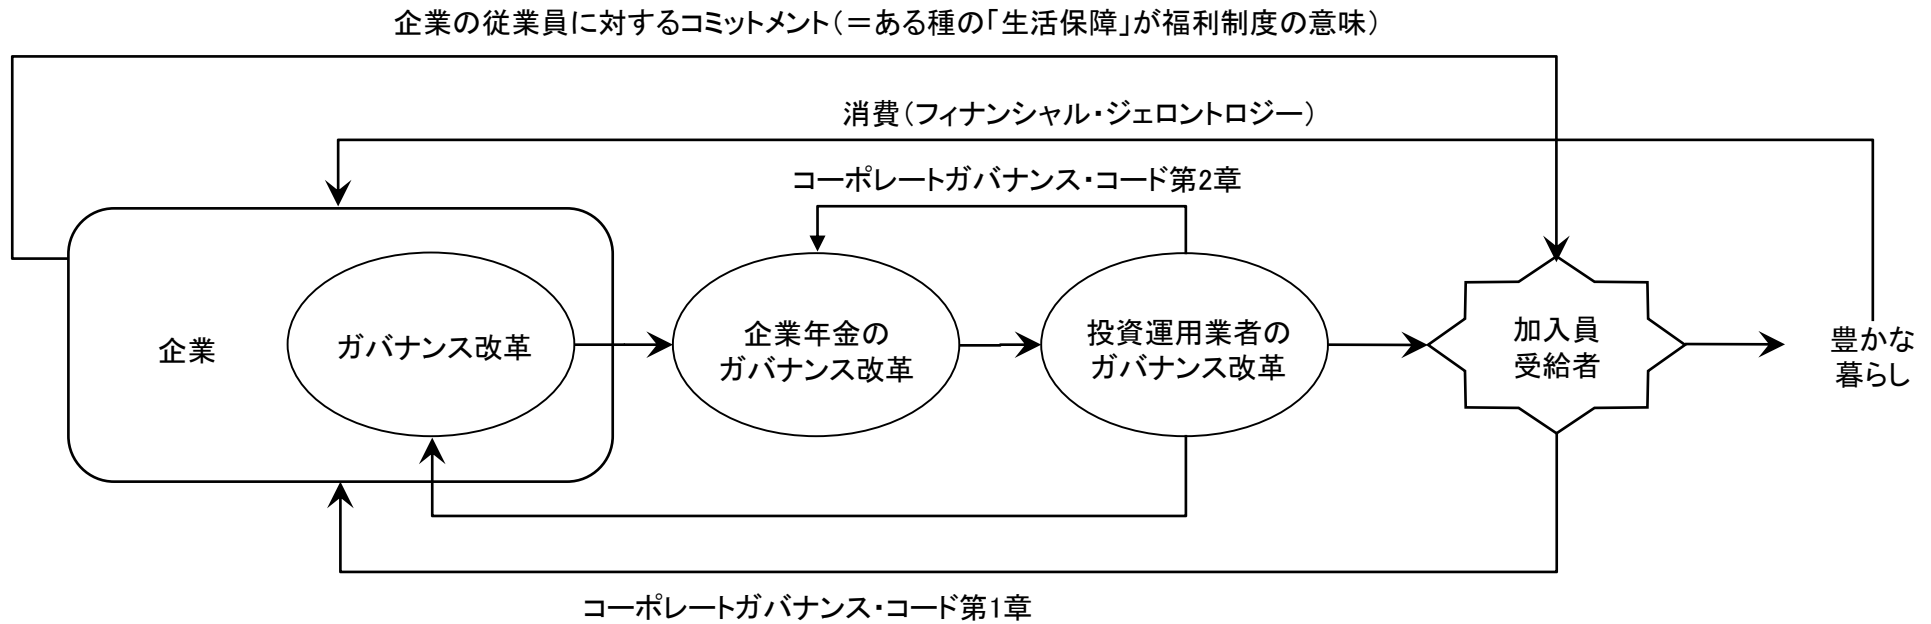 企業の従業員に対するコミットメント(=ある種の「生活保障」が福利制度の意味)
消費(フィナンシャル・ジェロントロジー)
コーポレートガバナンス・コード第2章
企業
ガバナンス改革
企業年金の
ガバナンス改革
投資運用業者の
ガバナンス改革
加入員
受給者
豊かな
暮らし
コーポレートガバナンス・コード第1章